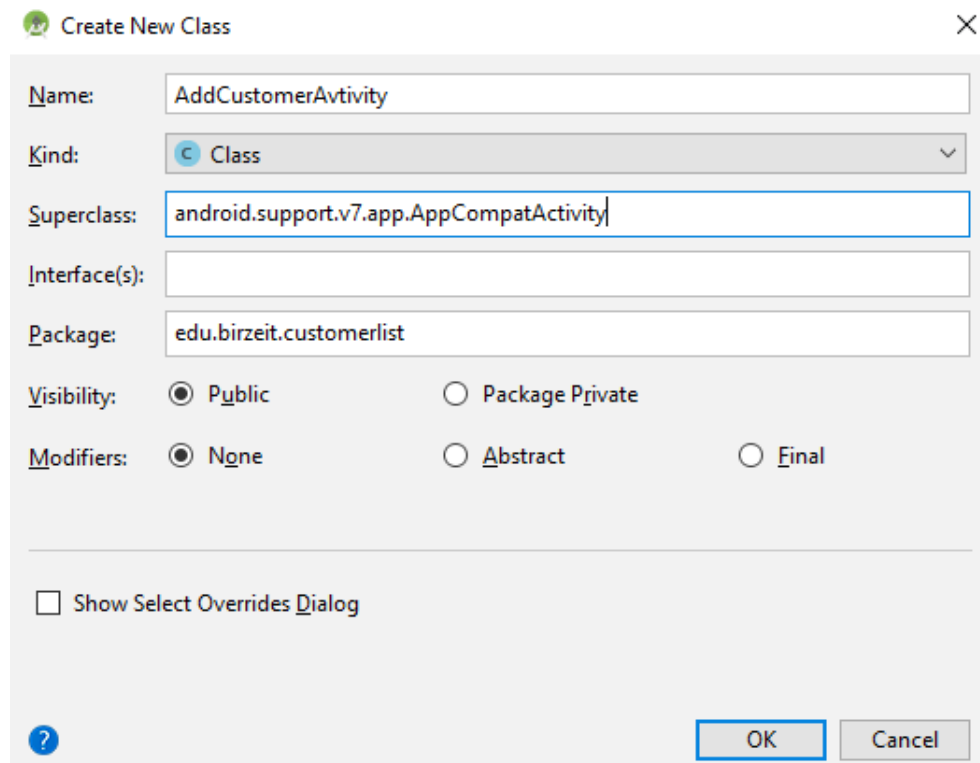 Create New Class
Name: AddCustomerAvtivity
Kind: C Class
Superclass: android.support.v7.app.AppCompatActivity
Interface(s):
Package: edu.birzeit.customerlist
Visibility: Public Package Private
Modifiers: None Abstract Final
Show Select Overrides Dialog
? OK Cancel